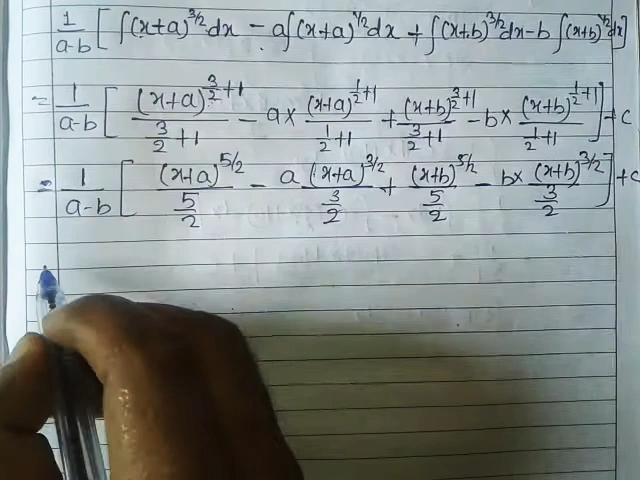 1/(a-b) [∫(x+a)^3/2 dx - a∫(x+a)^1/2 dx + ∫(x+b)^3/2 dx - b∫(x+b)^1/2 dx]
= 1/(a-b) [(x+a)^(3/2+1)/(3/2+1) - a × (x+a)^(1/2+1)/(1/2+1) + (x+b)^(3/2+1)/(3/2+1) - b × (x+b)^(1/2+1)/(1/2+1)] + c
= 1/(a-b) [(x+a)^5/2/(5/2) - a (x+a)^3/2/(3/2) + (x+b)^5/2/(5/2) - b × (x+b)^3/2/(3/2)] + c